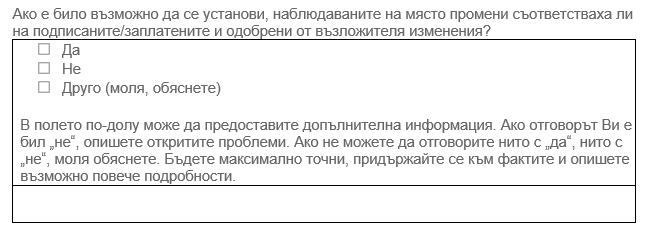 Ако е било възможно да се установи, наблюдаваните на място промени съответстваха ли
на подписаните/заплатените и одобрени от възложителя изменения?
☐ Да
☐ Не
☐ Друго (моля, обяснете)
В полето по-долу може да предоставите допълнителна информация. Ако отговорът Ви е
бил „не“, опишете откритите проблеми. Ако не можете да отговорите нито с „да“, нито с
„не“, моля обяснете. Бъдете максимално точни, придържайте се към фактите и опишете
възможно повече подробности.